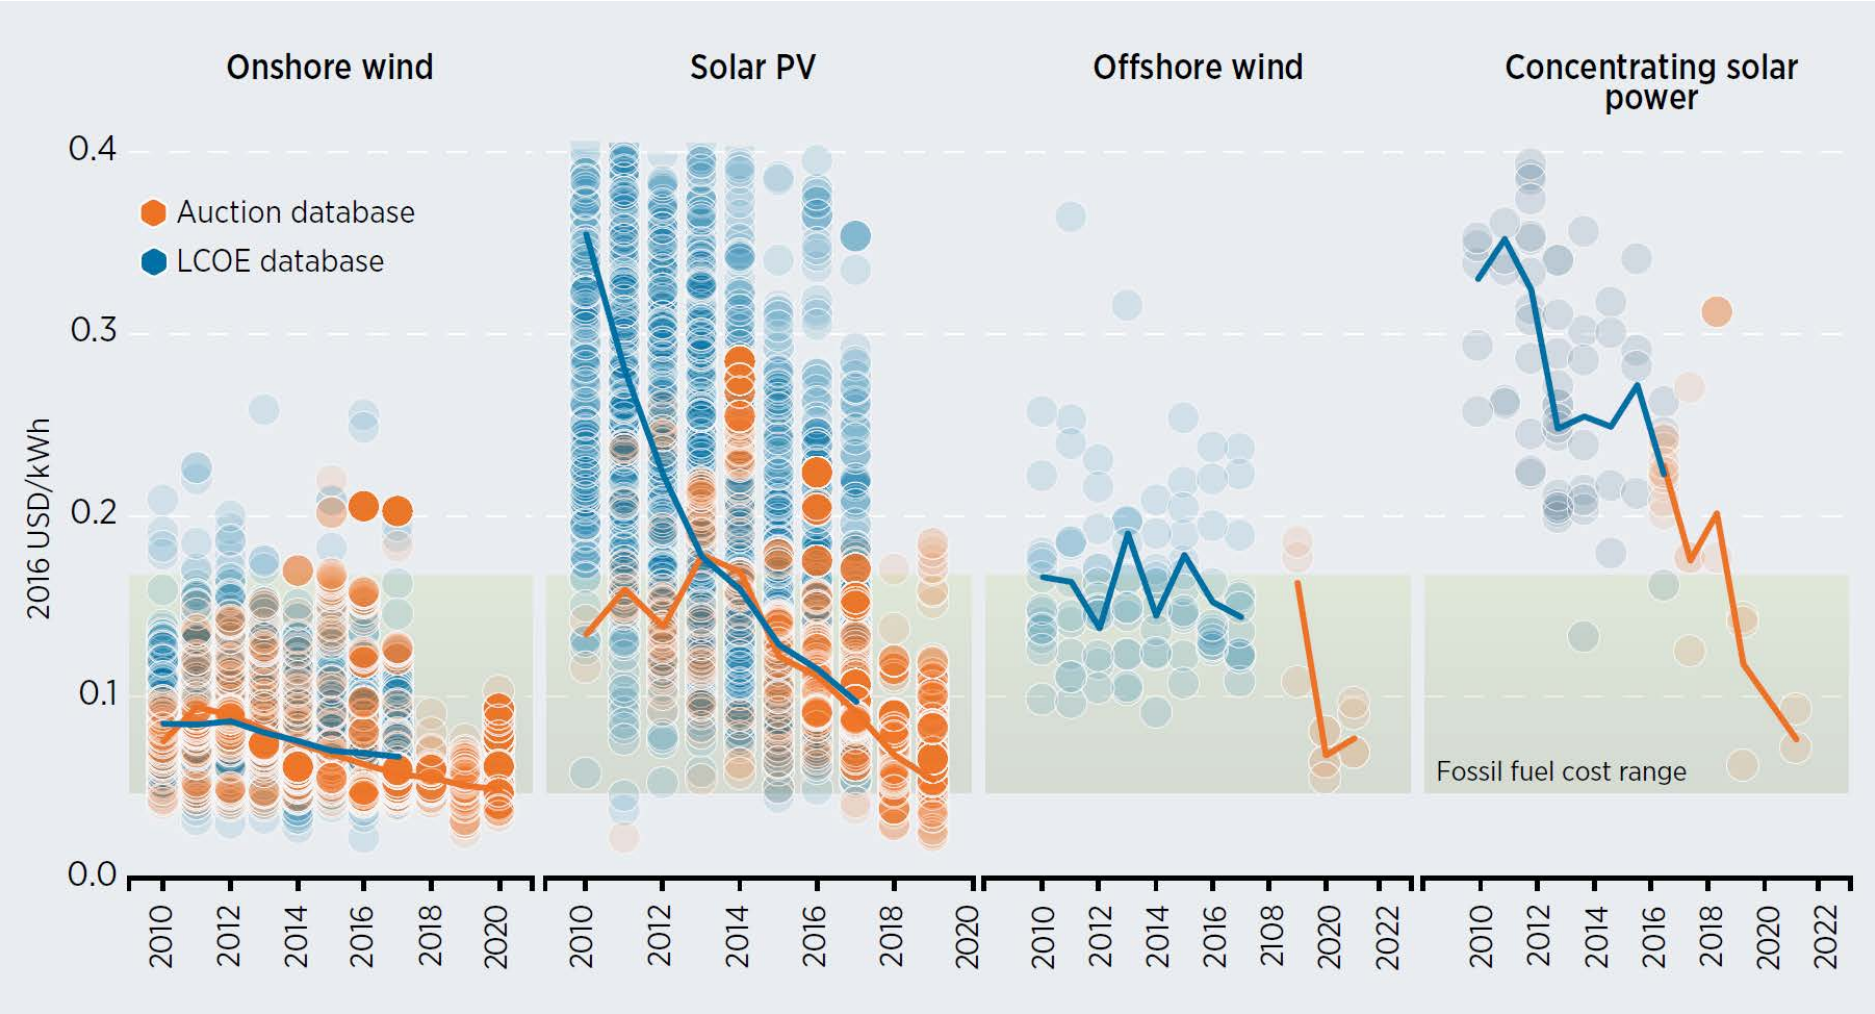 Onshore wind
Solar PV
Offshore wind
Concentrating solar
power
0.4
0.3
0.2
0.1
0.0
2016 USD/kWh
Auction database
LCOE database
Fossil fuel cost range
2010 2012 2014 2016 2018 2020
2010 2012 2014 2016 2018 2020
2010 2012 2014 2016 2108 2020 2022
2010 2012 2014 2016 2018 2020 2022